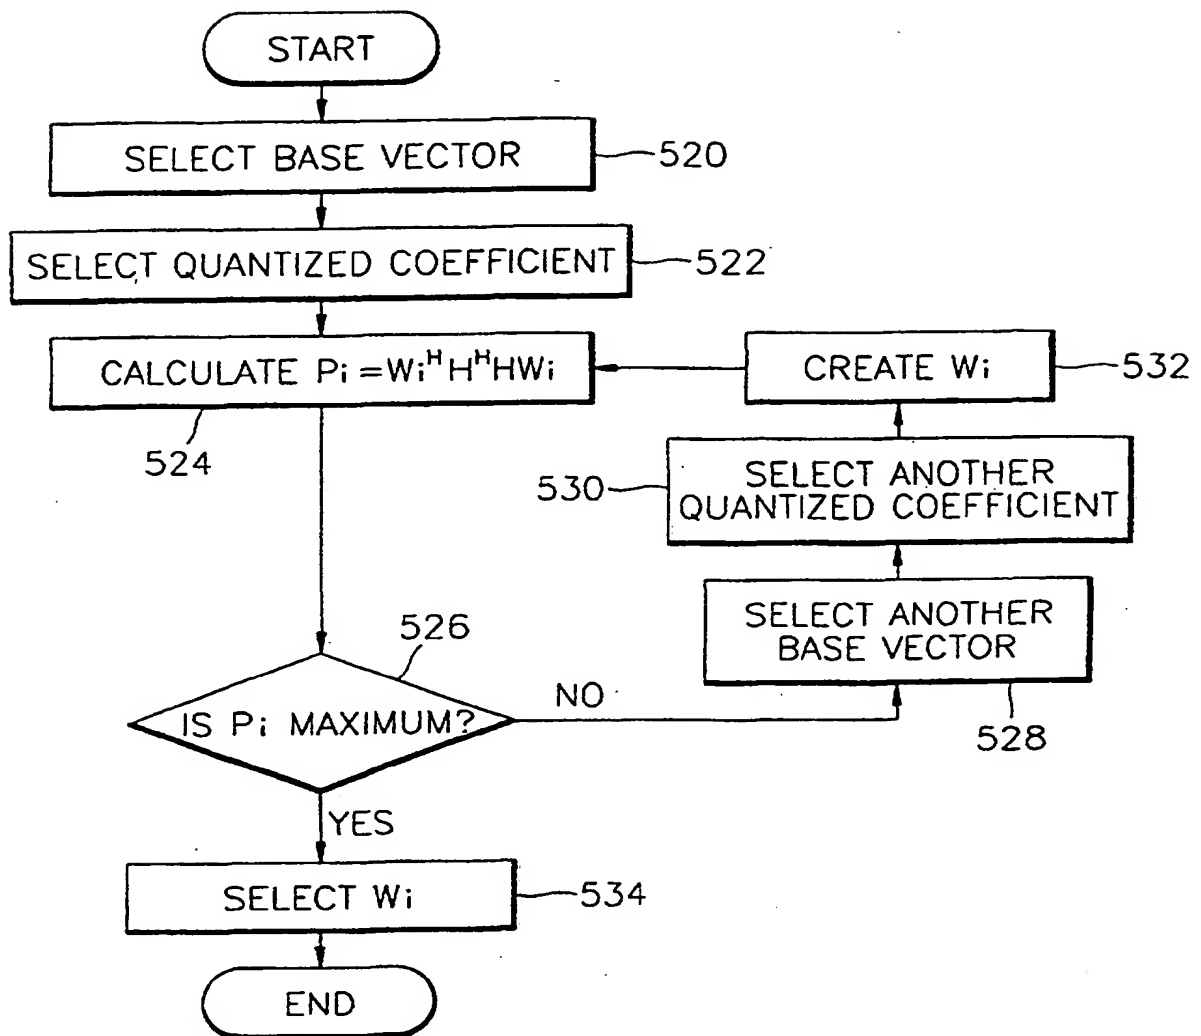 START
SELECT BASE VECTOR
520
SELECT QUANTIZED COEFFICIENT
522
CALCULATE Pi=Wi^H H^H HWi
524
CREATE Wi
532
SELECT ANOTHER
QUANTIZED COEFFICIENT
530
SELECT ANOTHER
BASE VECTOR
528
526
IS Pi MAXIMUM?
NO
YES
SELECT Wi
534
END